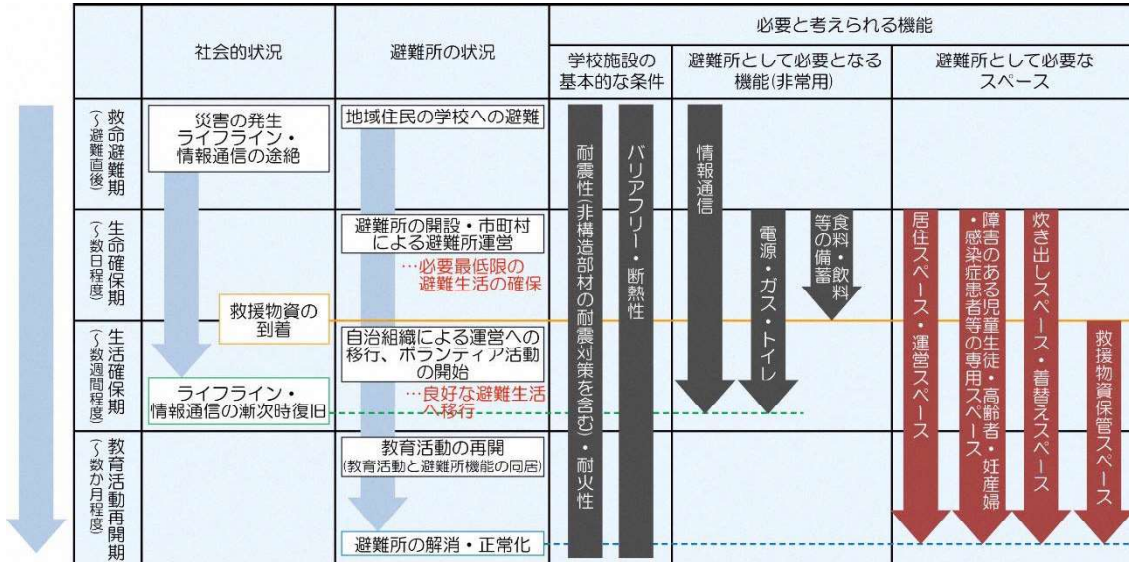 必要と考えられる機能
社会的状況
避難所の状況
学校施設の
基本的な条件
避難所として必要となる
機能(非常用)
避難所として必要な
スペース
救命避難期
(〜避難直後)
災害の発生
ライフライン・
情報通信の途絶
地域住民の学校への避難
生命確保期
(〜数日程度)
避難所の開設・市町村
による避難所運営
…必要最低限の
避難生活の確保
救援物資の
到着
生活確保期
(〜数週間程度)
自治組織による運営への
移行、ボランティア活動
の開始
…良好な避難生活
へ移行
ライフライン・
情報通信の漸次時復旧
教育活動再開期
(〜数か月程度)
教育活動の再開
(教育活動と避難所機能の同居)
避難所の解消・正常化
耐震性(非構造部材の耐震対策を含む)・耐火性
バリアフリー・断熱性
情報通信
電源・ガス・トイレ
食料・飲料
等の備蓄
居住スペース・運営スペース
障害のある児童生徒・高齢者・妊産婦
・感染症患者等の専用スペース
炊き出しスペース・着替えスペース
救援物資保管スペース